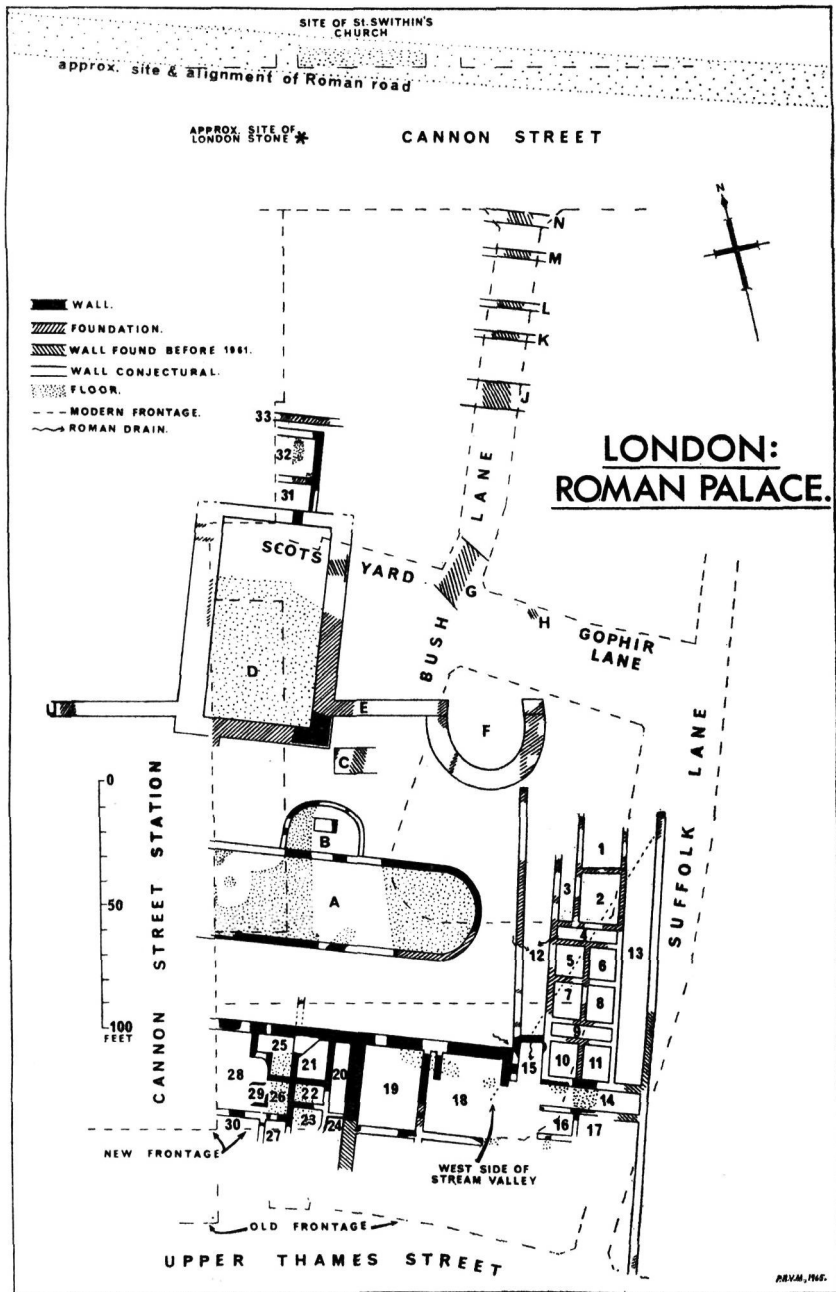 SITE OF St. SWITHIN'S
CHURCH
approx. site & alignment of Roman road
APPROX. SITE OF
LONDON STONE *
CANNON STREET
N
N
M
L
K
J
WALL.
FOUNDATION.
WALL FOUND BEFORE 1961.
WALL CONJECTURAL.
FLOOR.
MODERN FRONTAGE.
ROMAN DRAIN.
LONDON:
ROMAN PALACE.
33
32
31
SCOTS YARD
BUSH LANE
G
H
GOPHIR
LANE
D
E
F
C
B
A
SUFFOLK LANE
CANNON STREET STATION
0
50
100
FEET
1
2
3
4
5
6
7
8
9
10
11
12
13
14
15
16
17
18
19
20
21
22
23
24
25
26
27
28
29
30
NEW FRONTAGE
WEST SIDE OF
STREAM VALLEY
OLD FRONTAGE
UPPER THAMES STREET
P.R.V.M., 1965.